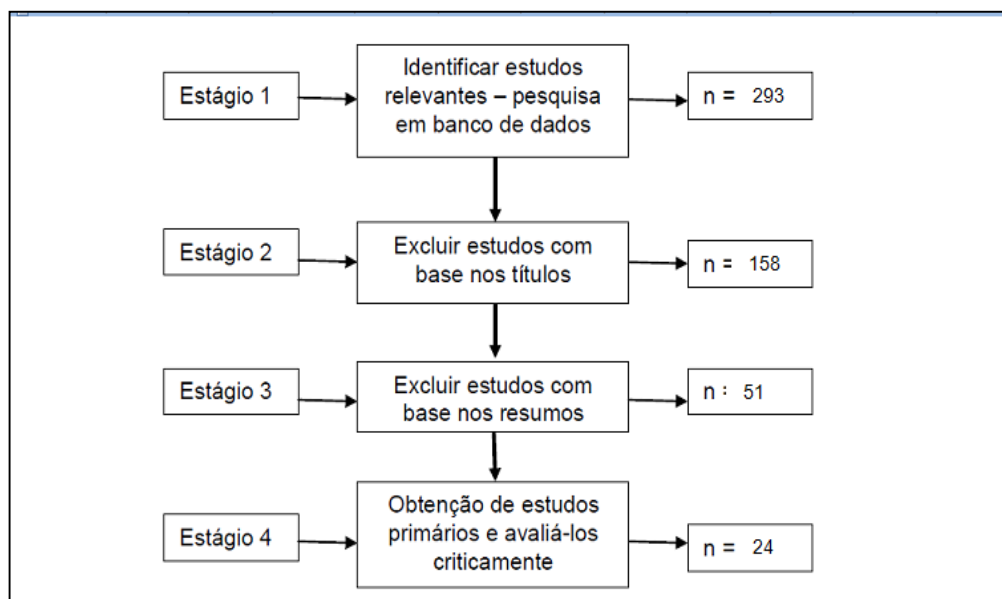 Estágio 1
Identificar estudos
relevantes – pesquisa
em banco de dados
n = 293
Estágio 2
Excluir estudos com
base nos títulos
n = 158
Estágio 3
Excluir estudos com
base nos resumos
n : 51
Estágio 4
Obtenção de estudos
primários e avaliá-los
criticamente
n = 24